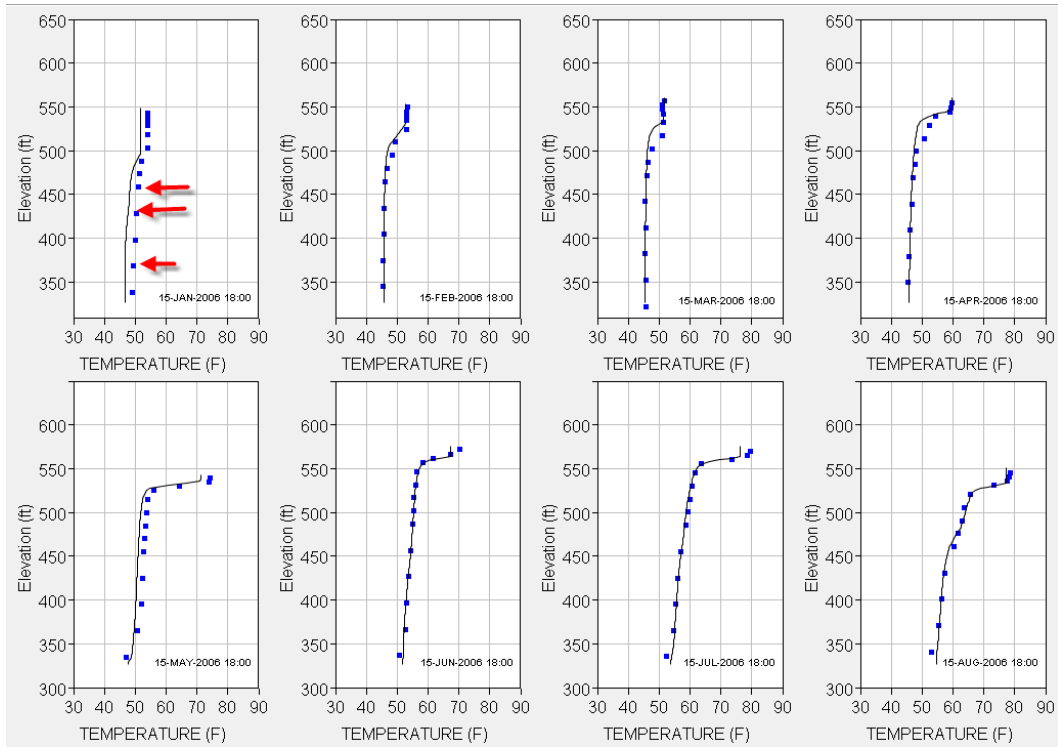 650 650 650 650
600 600 600 600
550 550 550 550
500 500 500 500
450 450 450 450
400 400 400 400
350 350 350 350
Elevation (ft) Elevation (ft) Elevation (ft) Elevation (ft)
15-JAN-2006 18:00 15-FEB-2006 18:00 15-MAR-2006 18:00 15-APR-2006 18:00
30 40 50 60 70 80 90 30 40 50 60 70 80 90 30 40 50 60 70 80 90 30 40 50 60 70 80 90
TEMPERATURE (F) TEMPERATURE (F) TEMPERATURE (F) TEMPERATURE (F)
600 600 600 600
550 550 550 550
500 500 500 500
450 450 450 450
400 400 400 400
350 350 350 350
300 300 300 300
Elevation (ft) Elevation (ft) Elevation (ft) Elevation (ft)
15-MAY-2006 18:00 15-JUN-2006 18:00 15-JUL-2006 18:00 15-AUG-2006 18:00
30 40 50 60 70 80 90 30 40 50 60 70 80 90 30 40 50 60 70 80 90 30 40 50 60 70 80 90
TEMPERATURE (F) TEMPERATURE (F) TEMPERATURE (F) TEMPERATURE (F)